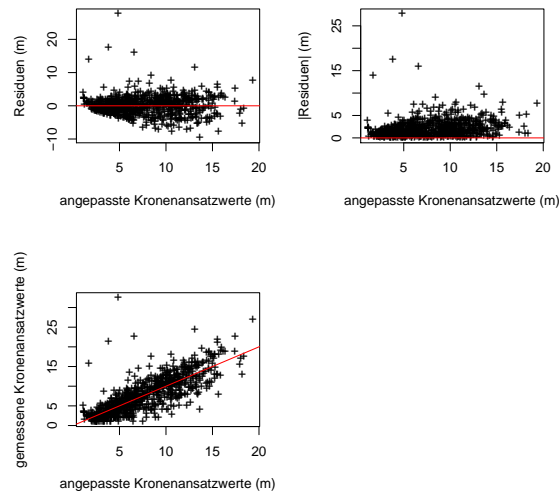 Residuen (m)
−10 0 10 20
5 10 15 20
angepasste Kronenansatzwerte (m)
|Residuen| (m)
0 5 15 25
5 10 15 20
angepasste Kronenansatzwerte (m)
gemessene Kronenansatzwerte (m)
0 5 15 25
5 10 15 20
angepasste Kronenansatzwerte (m)